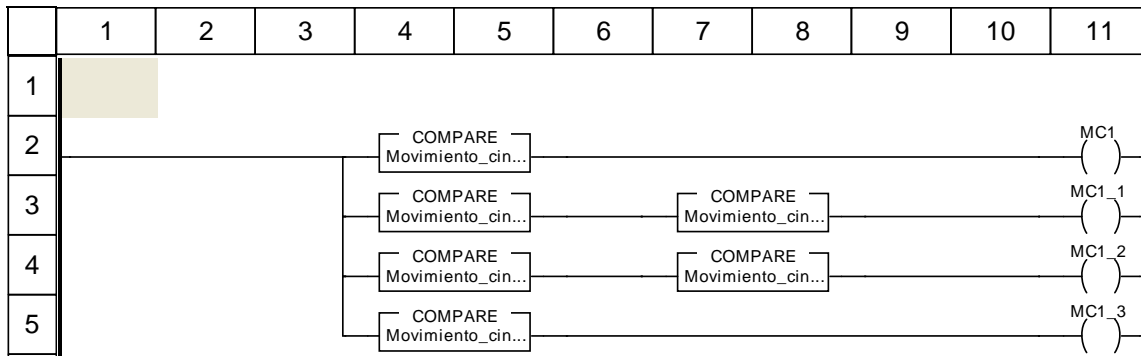 1 2 3 4 5 6 7 8 9 10 11
1
2
COMPARE MC1
Movimiento_cin...
3
COMPARE COMPARE MC1_1
Movimiento_cin... Movimiento_cin...
4
COMPARE COMPARE MC1_2
Movimiento_cin... Movimiento_cin...
5
COMPARE MC1_3
Movimiento_cin...